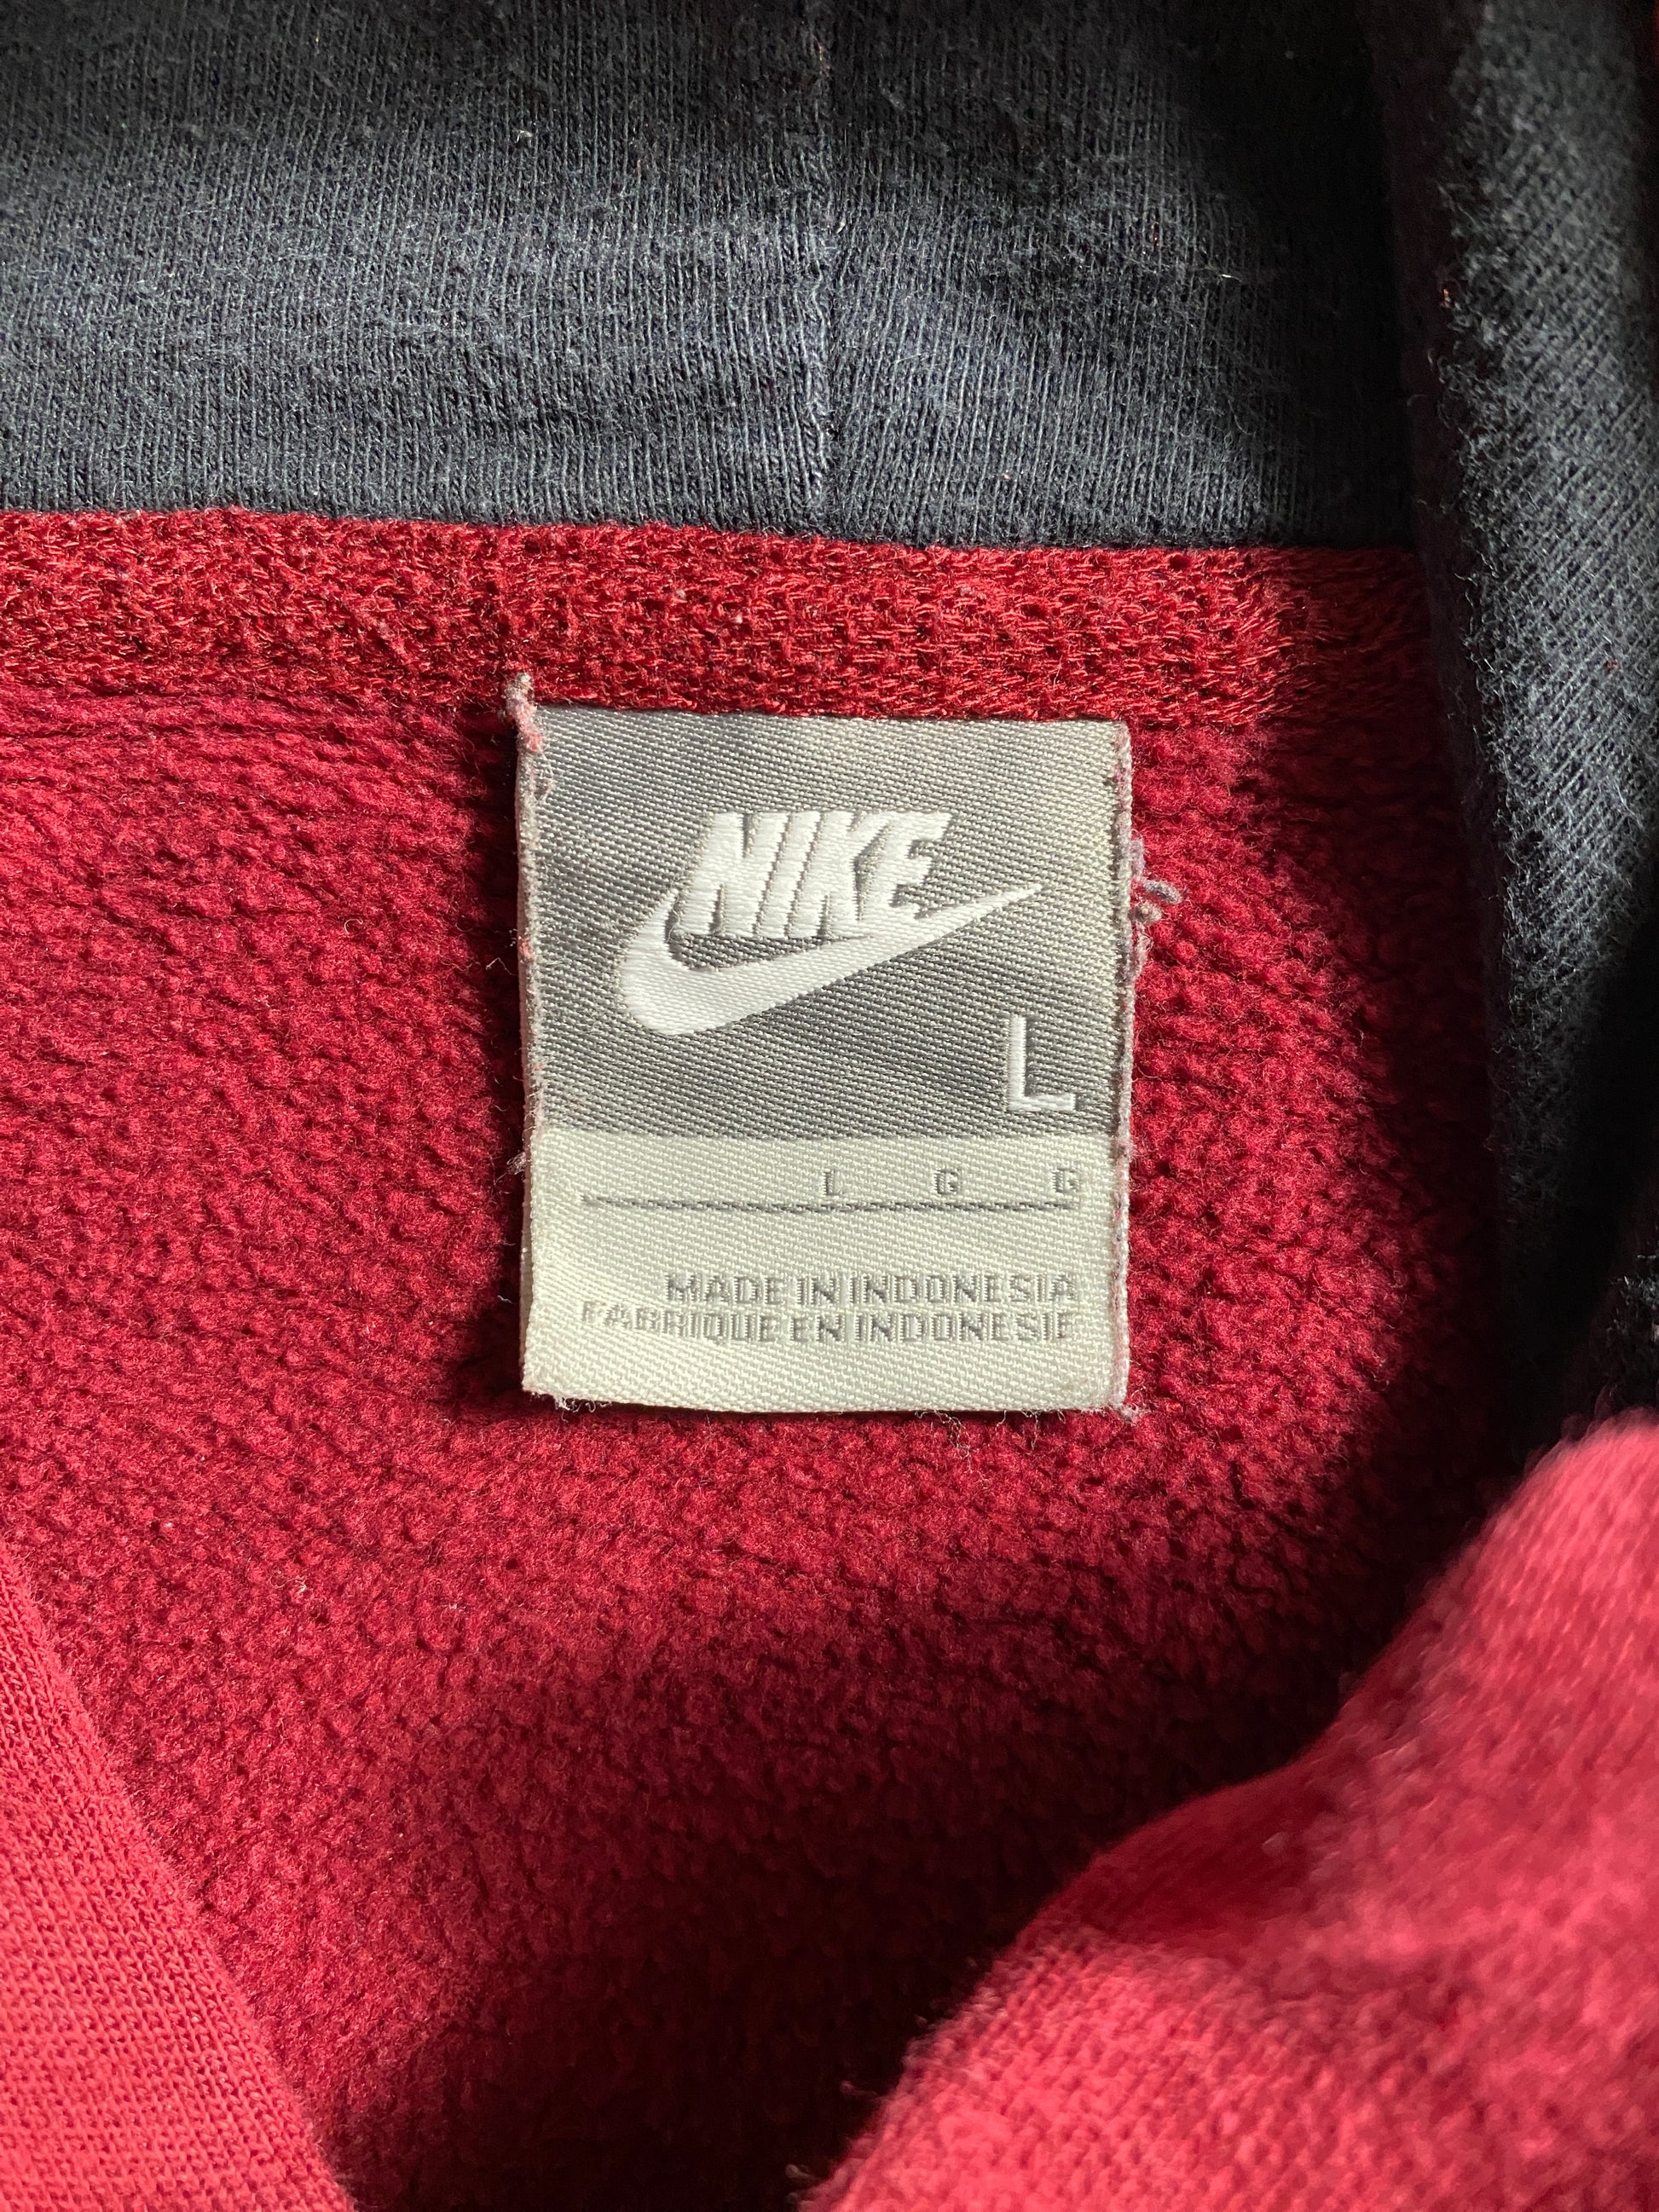 NIKE
L
L G G
MADE IN INDONESIA
FABRIQUE EN INDONESIE